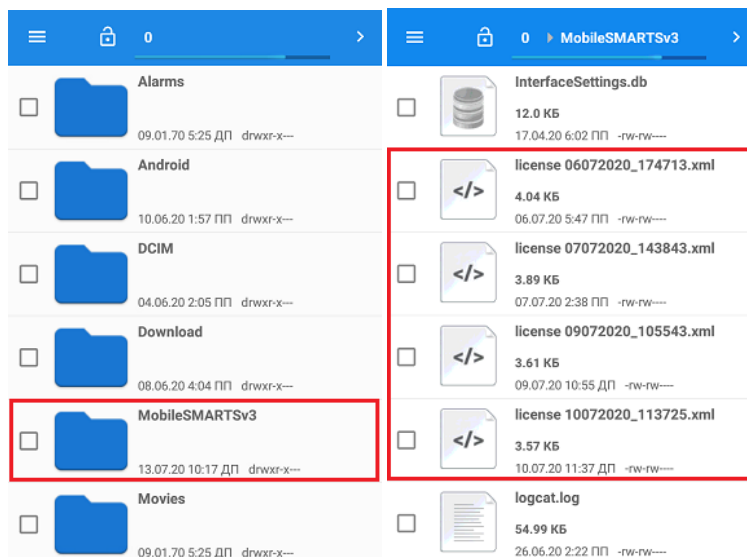 0
Alarms
09.01.70 5:25 ДП drwxr-x---
Android
10.06.20 1:57 ПП drwxr-x---
DCIM
04.06.20 2:05 ПП drwxr-x---
Download
08.06.20 4:04 ПП drwxr-x---
MobileSMARTSv3
13.07.20 10:17 ДП drwxr-x---
Movies
09.01.70 5:25 ДП drwxr-x---
0 MobileSMARTSv3
InterfaceSettings.db
12.0 КБ
17.04.20 6:02 ПП -rw-rw----
license 06072020_174713.xml
</>
4.04 КБ
06.07.20 5:47 ПП -rw-rw----
license 07072020_143843.xml
</>
3.89 КБ
07.07.20 2:38 ПП -rw-rw----
license 09072020_105543.xml
</>
3.61 КБ
09.07.20 10:55 ДП -rw-rw----
license 10072020_113725.xml
</>
3.57 КБ
10.07.20 11:37 ДП -rw-rw----
logcat.log
54.99 КБ
26.06.20 2:22 ПП -rw-rw----